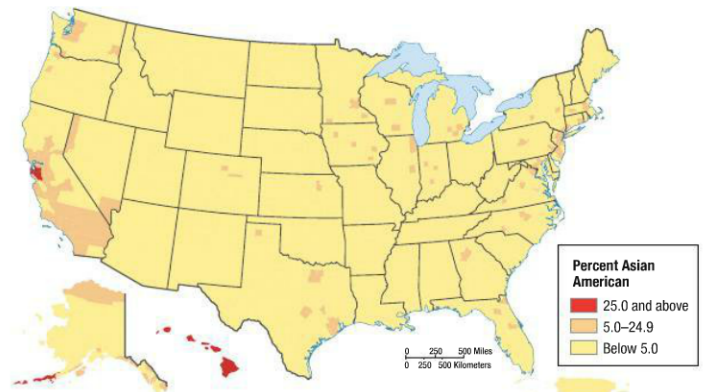 Percent Asian
American
25.0 and above
5.0–24.9
Below 5.0
0 250 500 Miles
0 250 500 Kilometers